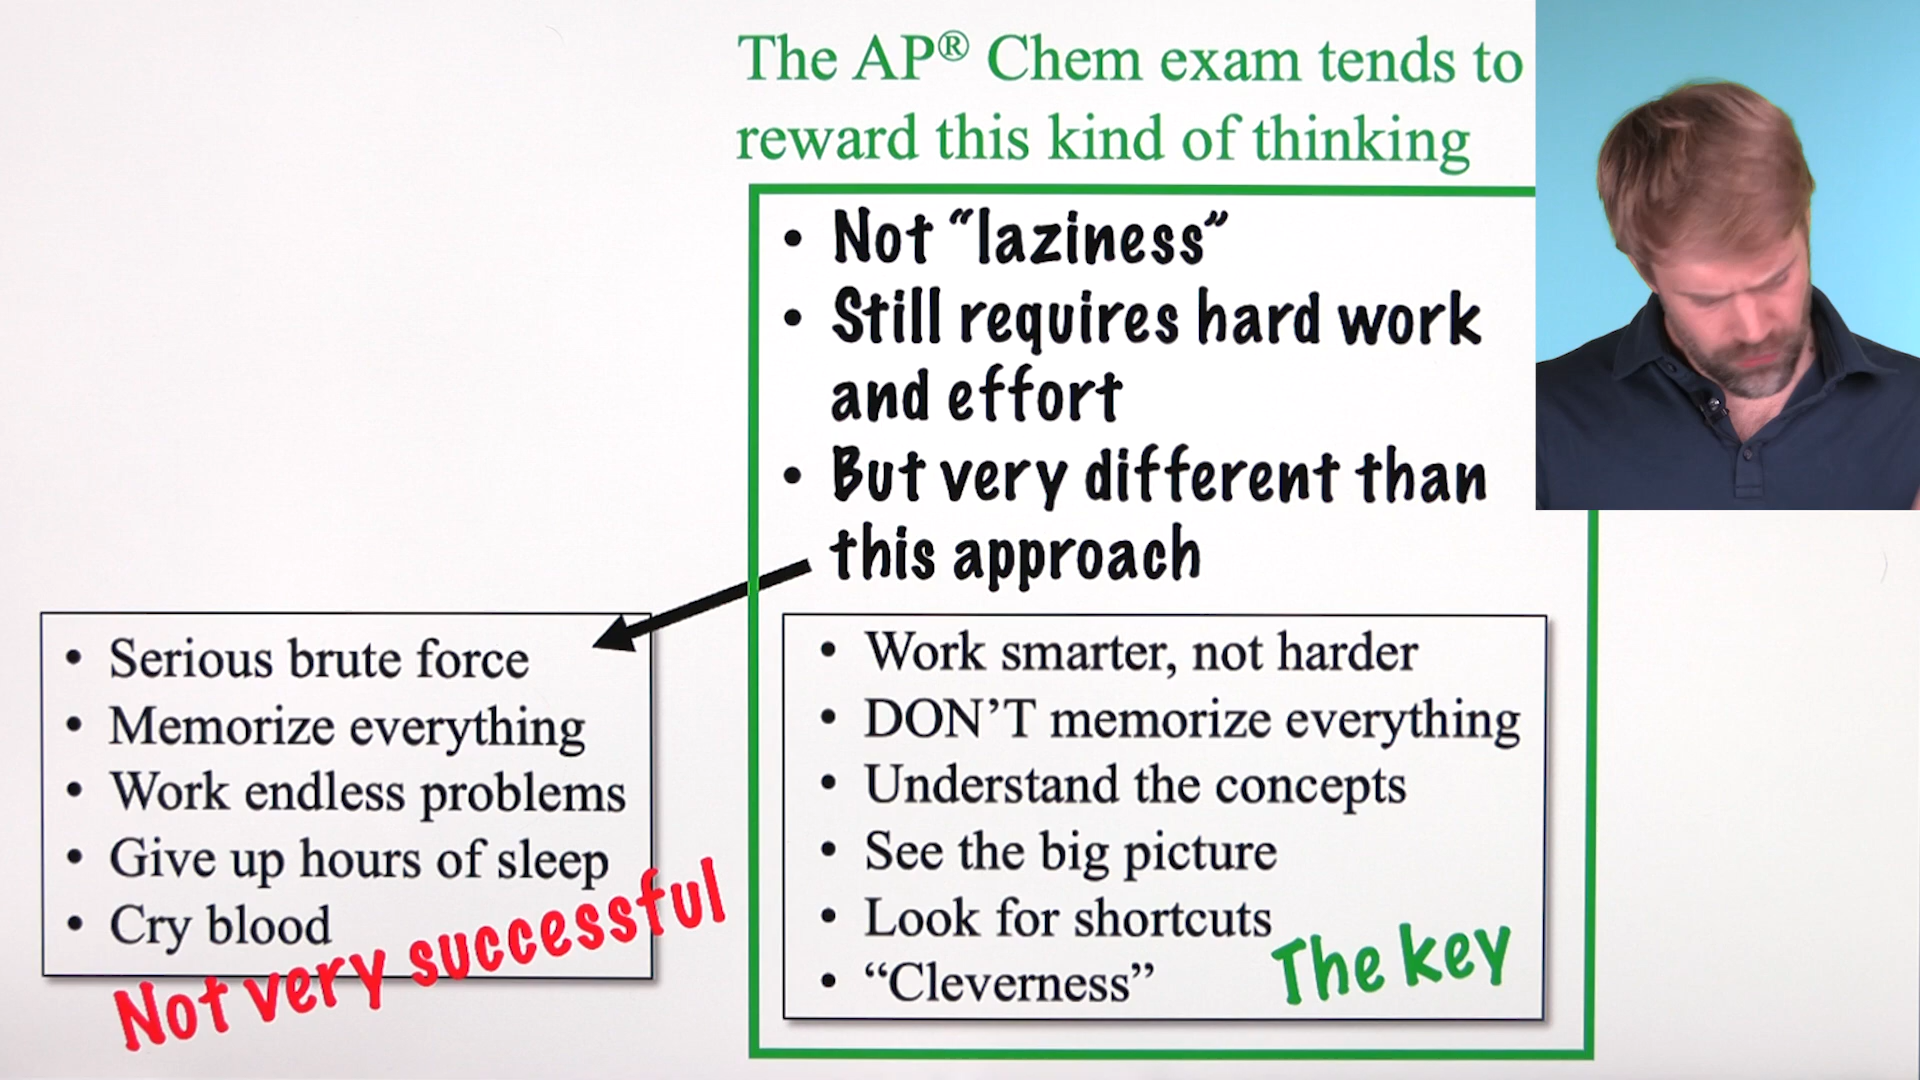 The AP® Chem exam tends to
reward this kind of thinking
• Not “laziness”
• Still requires hard work
and effort
• But very different than
this approach
• Serious brute force
• Memorize everything
• Work endless problems
• Give up hours of sleep
• Cry blood
Not very successful
• Work smarter, not harder
• DON’T memorize everything
• Understand the concepts
• See the big picture
• Look for shortcuts
• “Cleverness”
The key